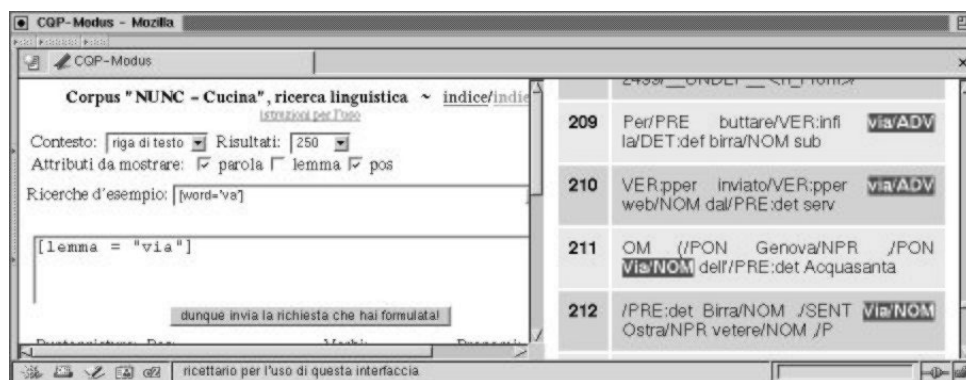 CQP-Modus - Mozilla
CQP-Modus
Corpus "NUNC - Cucina", ricerca linguistica ~ indice/indie
istruzioni per l'uso
Contesto: riga di testo Risultati: 250
Attributi da mostrare: parola lemma pos
Ricerche d'esempio: [word='va']
[lemma = "via"]
dunque invia la richiesta che hai formulata!
209 Per/PRE buttare/VER:infi via/ADV
la/DET:def birra/NOM sub
210 VER:pper inviato/VER:pper via/ADV
web/NOM dal/PRE:det serv
211 OM (/PON Genova/NPR ,/PON
Via/NOM dell'/PRE:det Acquasanta
212 /PRE:det Birra/NOM ./SENT Via/NOM
Ostra/NPR vetere/NOM ,/P
ricettario per l'uso di questa interfaccia